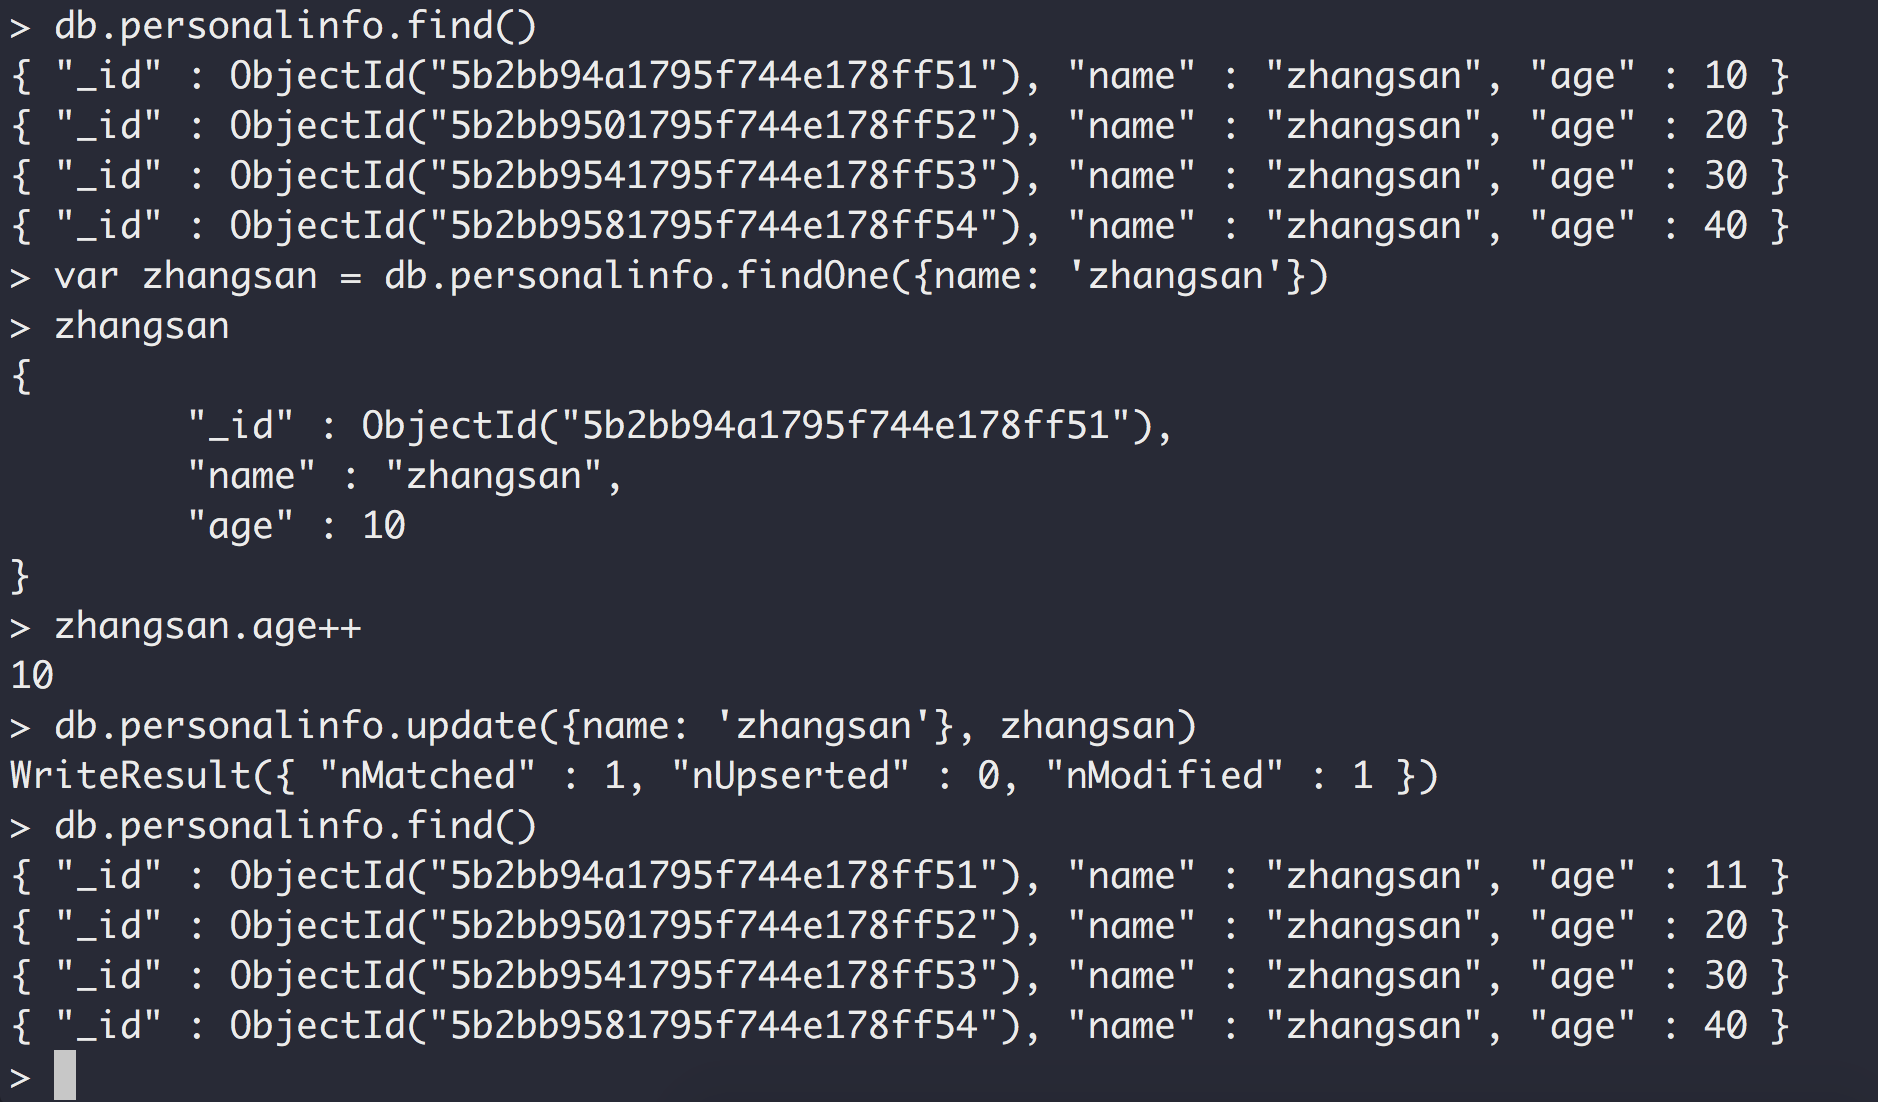 > db.personalinfo.find()
{ "_id" : ObjectId("5b2bb94a1795f744e178ff51"), "name" : "zhangsan", "age" : 10 }
{ "_id" : ObjectId("5b2bb9501795f744e178ff52"), "name" : "zhangsan", "age" : 20 }
{ "_id" : ObjectId("5b2bb9541795f744e178ff53"), "name" : "zhangsan", "age" : 30 }
{ "_id" : ObjectId("5b2bb9581795f744e178ff54"), "name" : "zhangsan", "age" : 40 }
> var zhangsan = db.personalinfo.findOne({name: 'zhangsan'})
> zhangsan
{
        "_id" : ObjectId("5b2bb94a1795f744e178ff51"),
        "name" : "zhangsan",
        "age" : 10
}
> zhangsan.age++
10
> db.personalinfo.update({name: 'zhangsan'}, zhangsan)
WriteResult({ "nMatched" : 1, "nUpserted" : 0, "nModified" : 1 })
> db.personalinfo.find()
{ "_id" : ObjectId("5b2bb94a1795f744e178ff51"), "name" : "zhangsan", "age" : 11 }
{ "_id" : ObjectId("5b2bb9501795f744e178ff52"), "name" : "zhangsan", "age" : 20 }
{ "_id" : ObjectId("5b2bb9541795f744e178ff53"), "name" : "zhangsan", "age" : 30 }
{ "_id" : ObjectId("5b2bb9581795f744e178ff54"), "name" : "zhangsan", "age" : 40 }
>